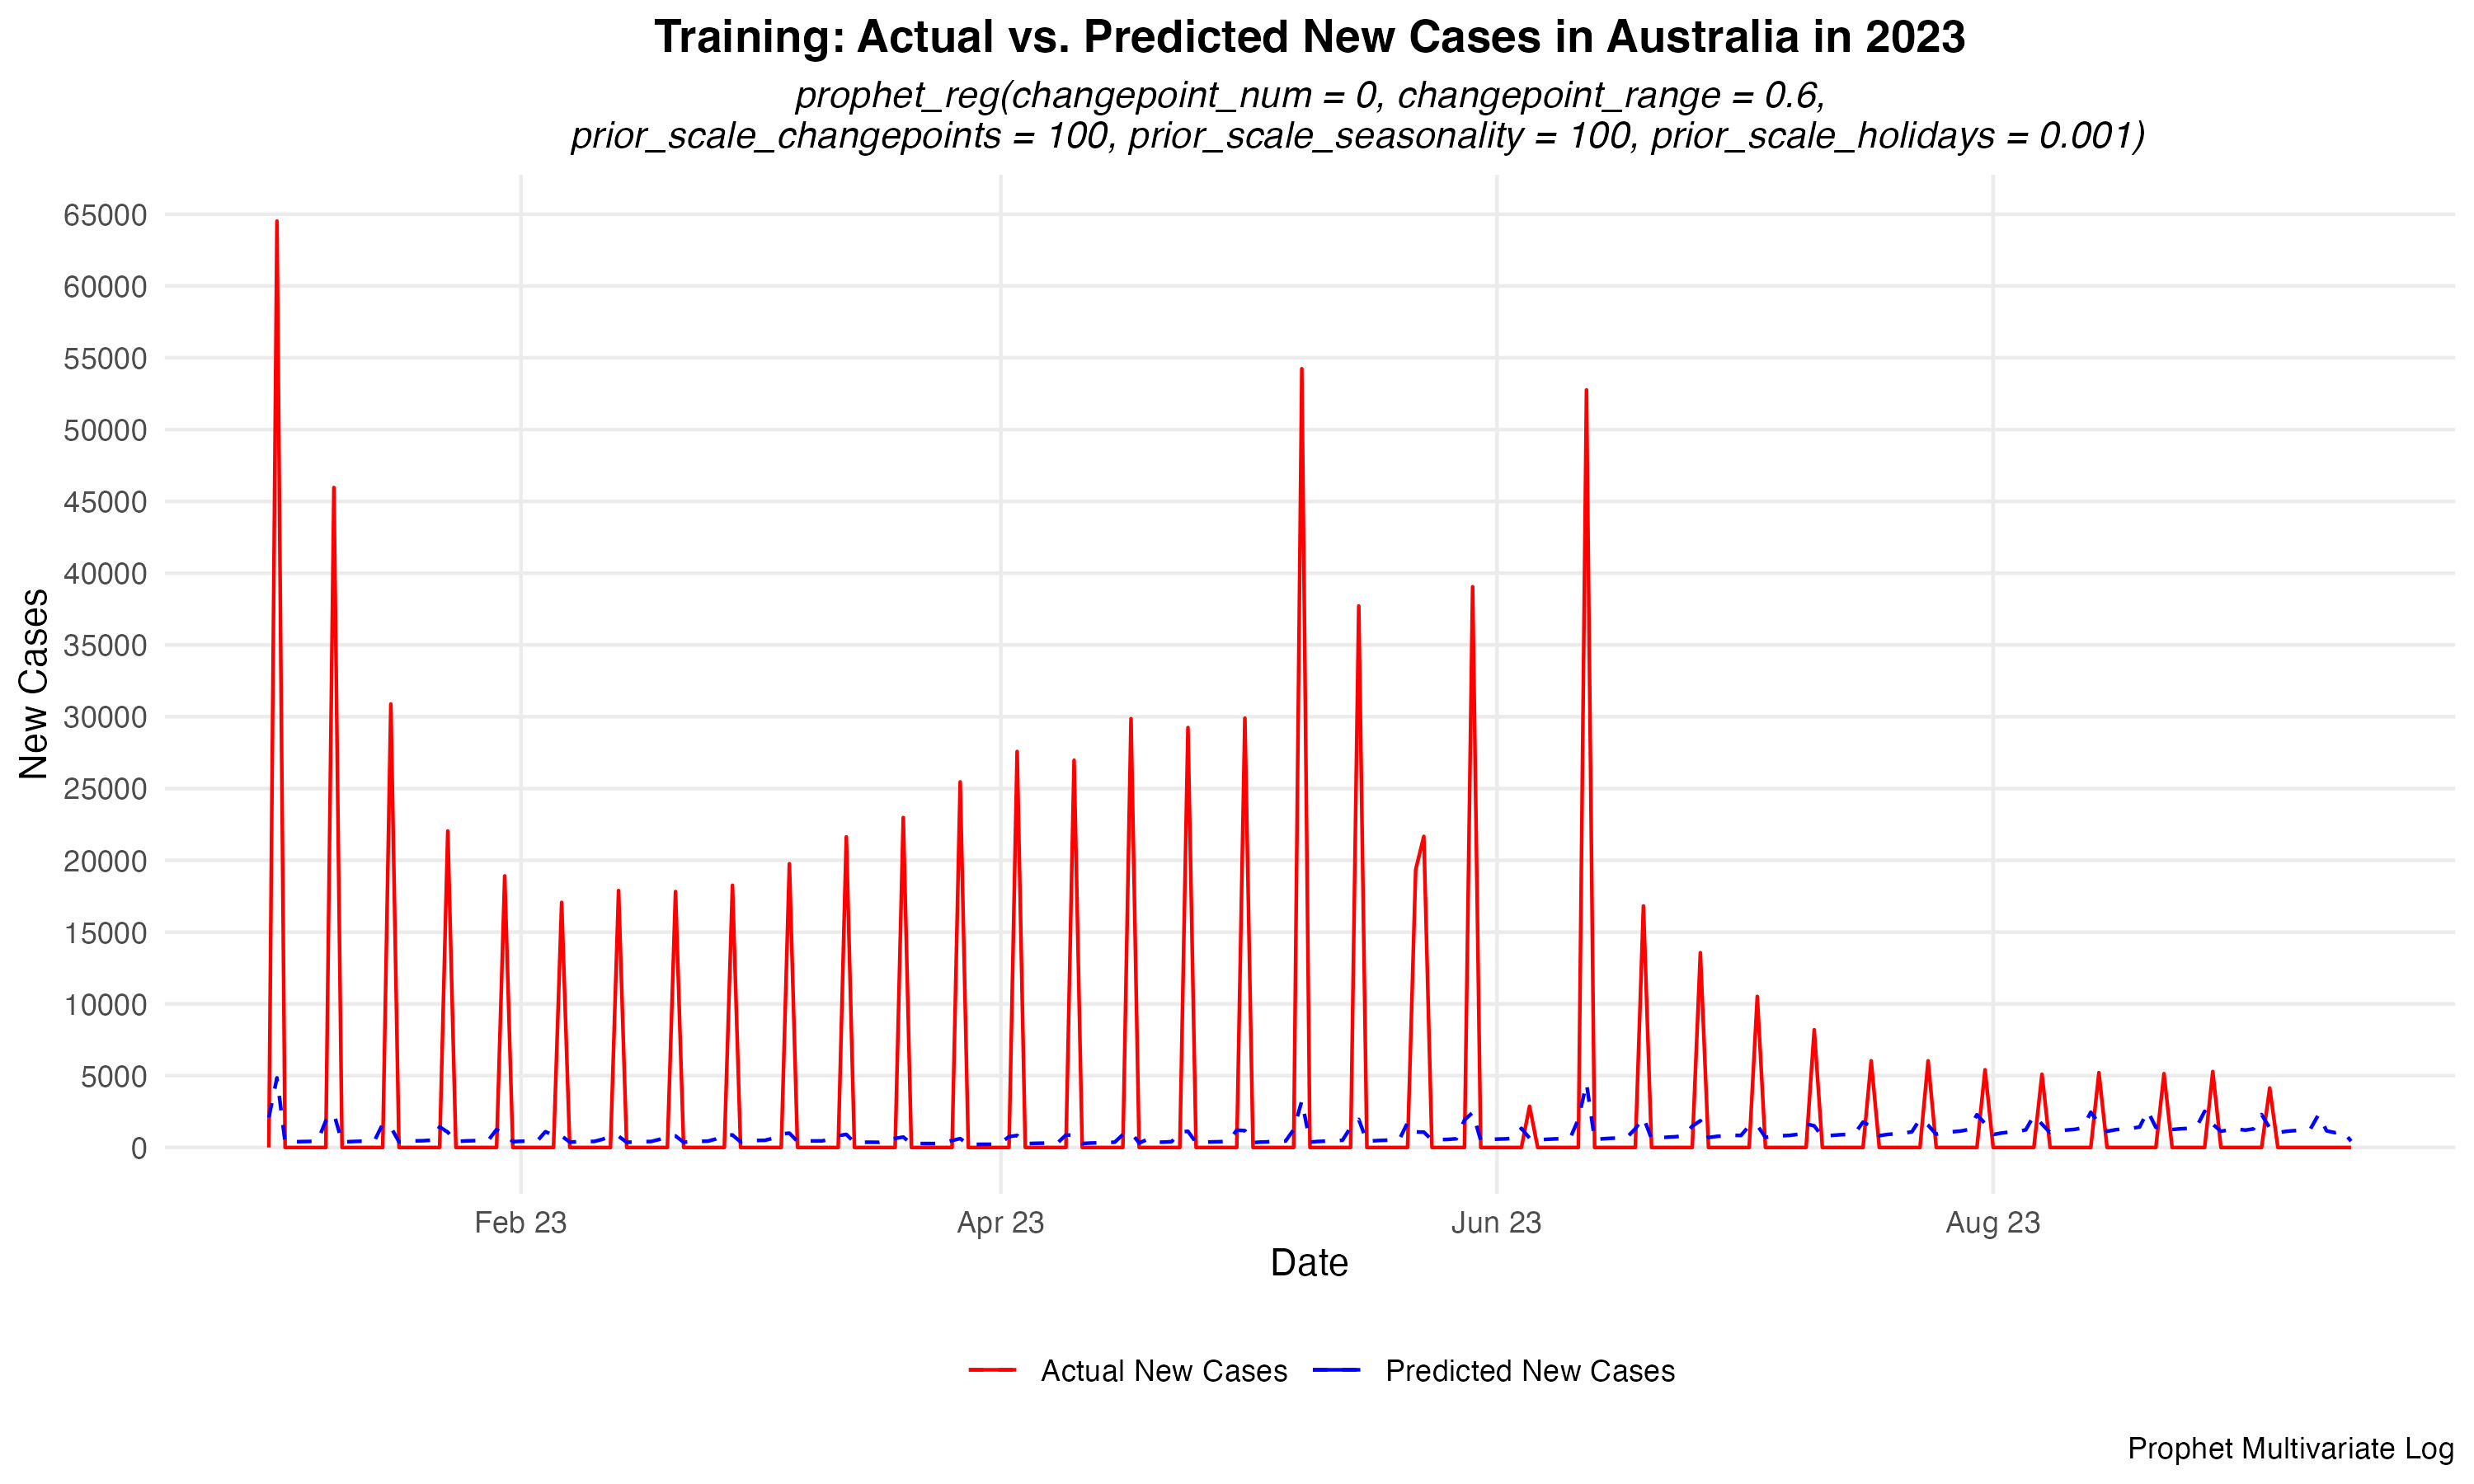 Training: Actual vs. Predicted New Cases in Australia in 2023
prophet_reg(changepoint_num = 0, changepoint_range = 0.6,
prior_scale_changepoints = 100, prior_scale_seasonality = 100, prior_scale_holidays = 0.001)
New Cases
65000
60000
55000
50000
45000
40000
35000
30000
25000
20000
15000
10000
5000
0
Feb 23 Apr 23 Jun 23 Aug 23
Date
Actual New Cases Predicted New Cases
Prophet Multivariate Log